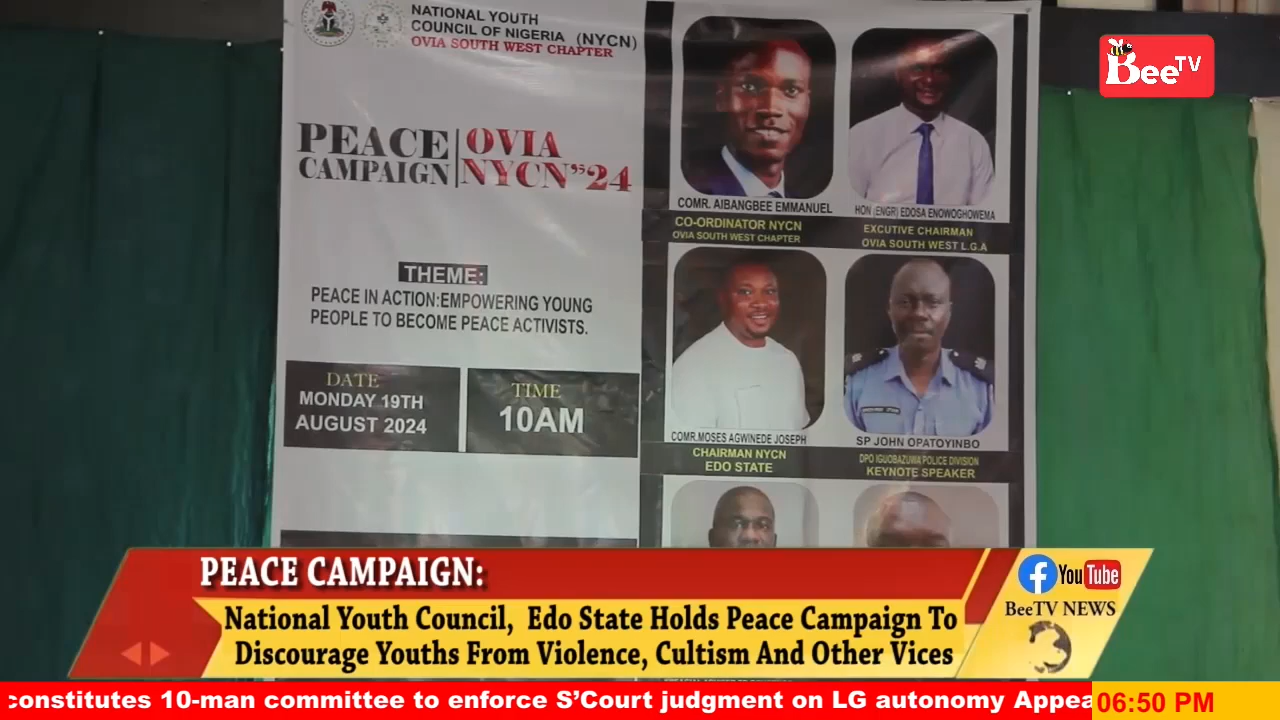 NATIONAL YOUTH
COUNCIL OF NIGERIA (NYCN)
OVIA SOUTH WEST CHAPTER
PEACE
CAMPAIGN
OVIA
NYCN"24
THEME:
PEACE IN ACTION:EMPOWERING YOUNG
PEOPLE TO BECOME PEACE ACTIVISTS.
DATE
MONDAY 19TH
AUGUST 2024
TIME
10AM
COMR. AIBANGBEE EMMANUEL
CO-ORDINATOR NYCN
OVIA SOUTH WEST CHAPTER
HON (ENGR) EDOSA ENOWOGHOWEMA
EXCUTIVE CHAIRMAN
OVIA SOUTH WEST L.G.A
COMR.MOSES AGWINEDE JOSEPH
CHAIRMAN NYCN
EDO STATE
SP JOHN OPATOYINBO
DPO IGUOBAZUWA POLICE DIVISION
KEYNOTE SPEAKER
BeeTV
PEACE CAMPAIGN:
National Youth Council, Edo State Holds Peace Campaign To
Discourage Youths From Violence, Cultism And Other Vices
YouTube
BeeTV NEWS
constitutes 10-man committee to enforce S'Court judgment on LG autonomy Appea
06:50 PM